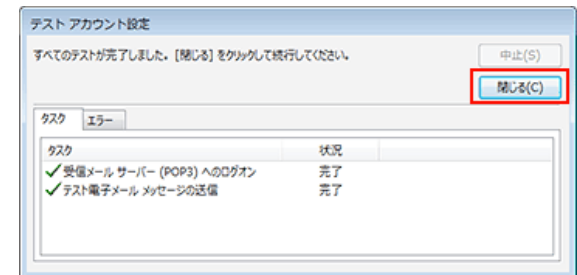 テスト アカウント設定
すべてのテストが完了しました。[閉じる] をクリックして続行してください。
中止(S)
閉じる(C)
タスク エラー
タスク 状況
受信メール サーバー (POP3) へのログオン 完了
テスト電子メール メッセージの送信 完了